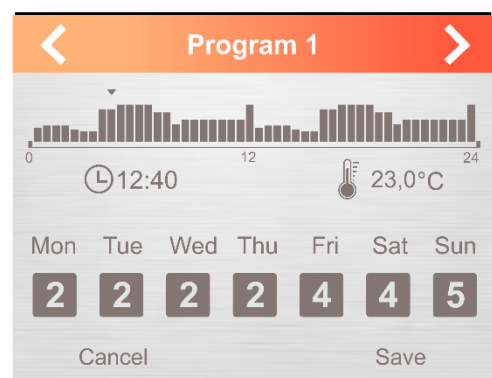 Program 1
0 12 24
12:40 23,0°C
Mon Tue Wed Thu Fri Sat Sun
2 2 2 2 4 4 5
Cancel Save